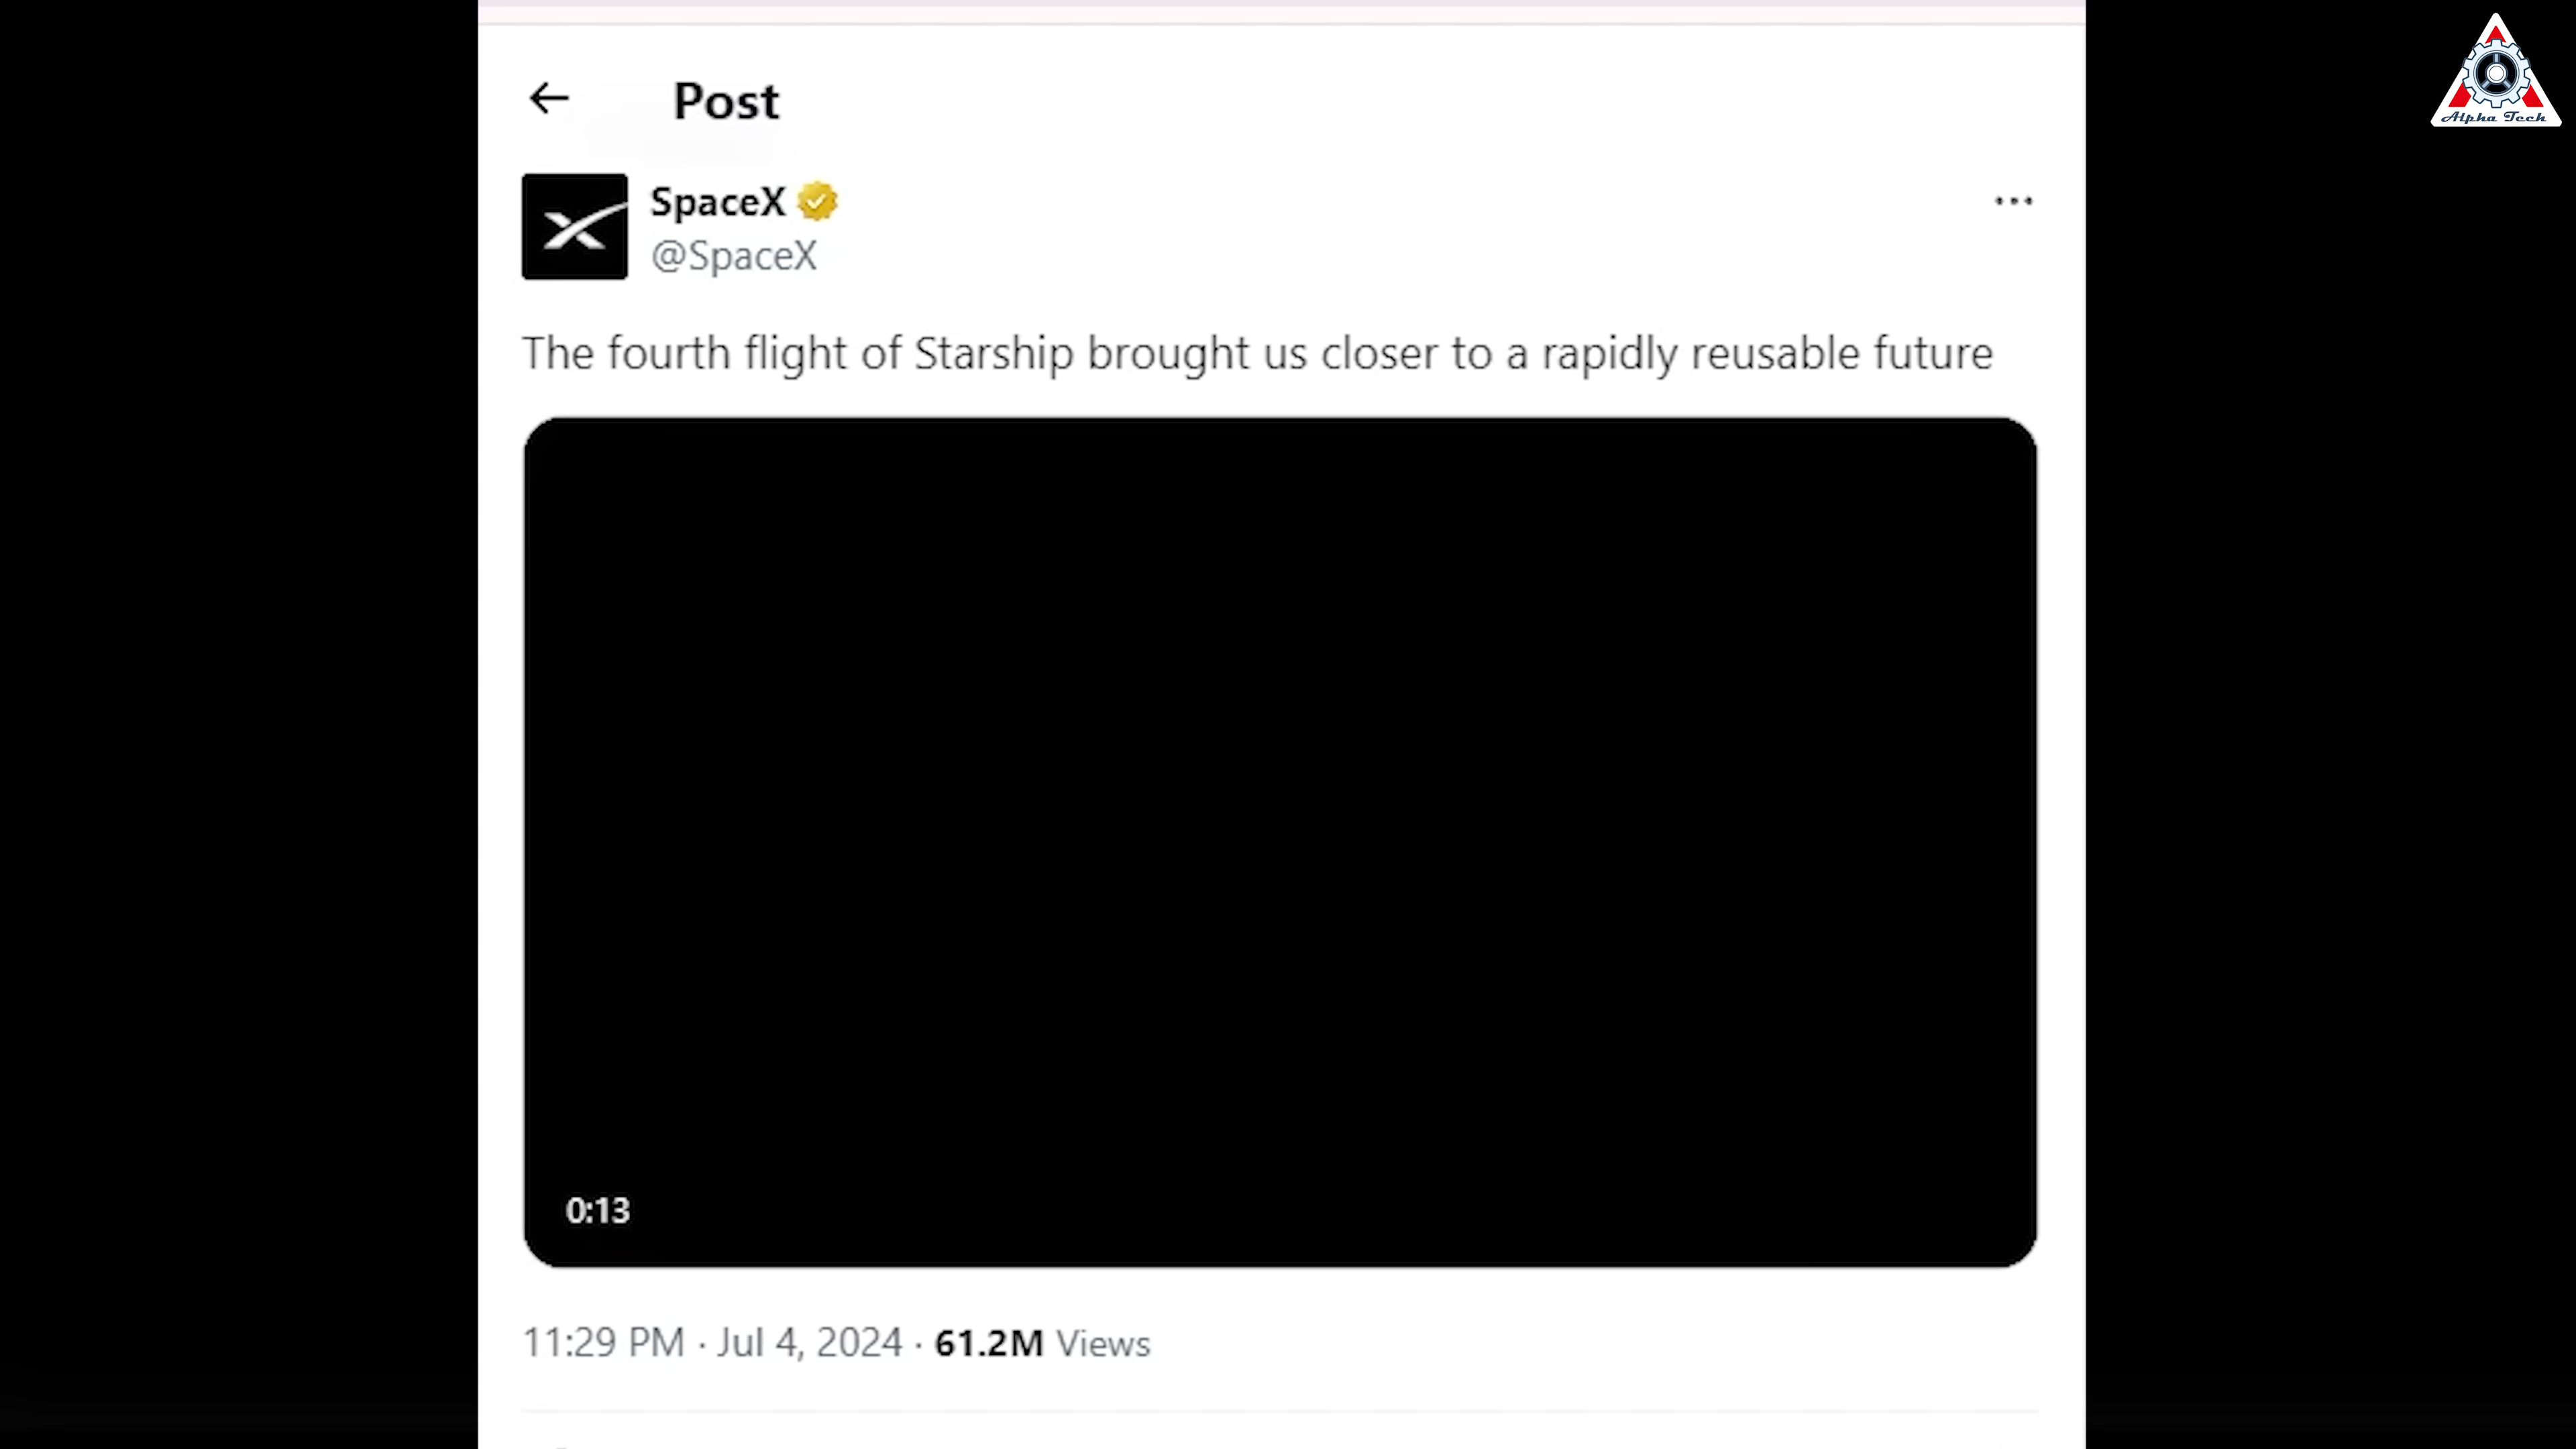 Post
SpaceX
@SpaceX
The fourth flight of Starship brought us closer to a rapidly reusable future
0:13
11:29 PM · Jul 4, 2024 · 61.2M Views
Alpha Tech